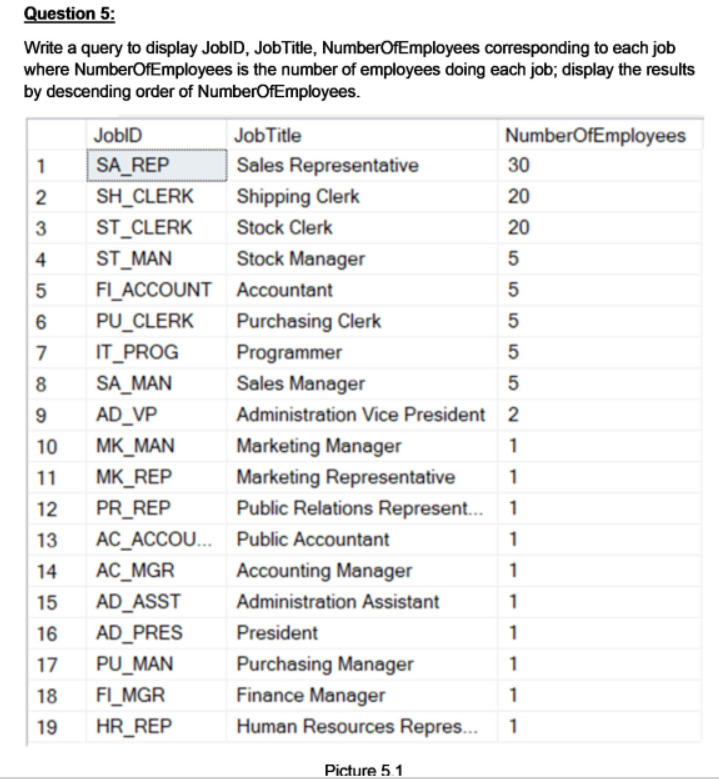 Question 5:
Write a query to display JobID, JobTitle, NumberOfEmployees corresponding to each job
where NumberOfEmployees is the number of employees doing each job; display the results
by descending order of NumberOfEmployees.
JobID JobTitle NumberOfEmployees
1 SA_REP Sales Representative 30
2 SH_CLERK Shipping Clerk 20
3 ST_CLERK Stock Clerk 20
4 ST_MAN Stock Manager 5
5 FI_ACCOUNT Accountant 5
6 PU_CLERK Purchasing Clerk 5
7 IT_PROG Programmer 5
8 SA_MAN Sales Manager 5
9 AD_VP Administration Vice President 2
10 MK_MAN Marketing Manager 1
11 MK_REP Marketing Representative 1
12 PR_REP Public Relations Represent... 1
13 AC_ACCOU... Public Accountant 1
14 AC_MGR Accounting Manager 1
15 AD_ASST Administration Assistant 1
16 AD_PRES President 1
17 PU_MAN Purchasing Manager 1
18 FI_MGR Finance Manager 1
19 HR_REP Human Resources Repres... 1
Picture 5.1